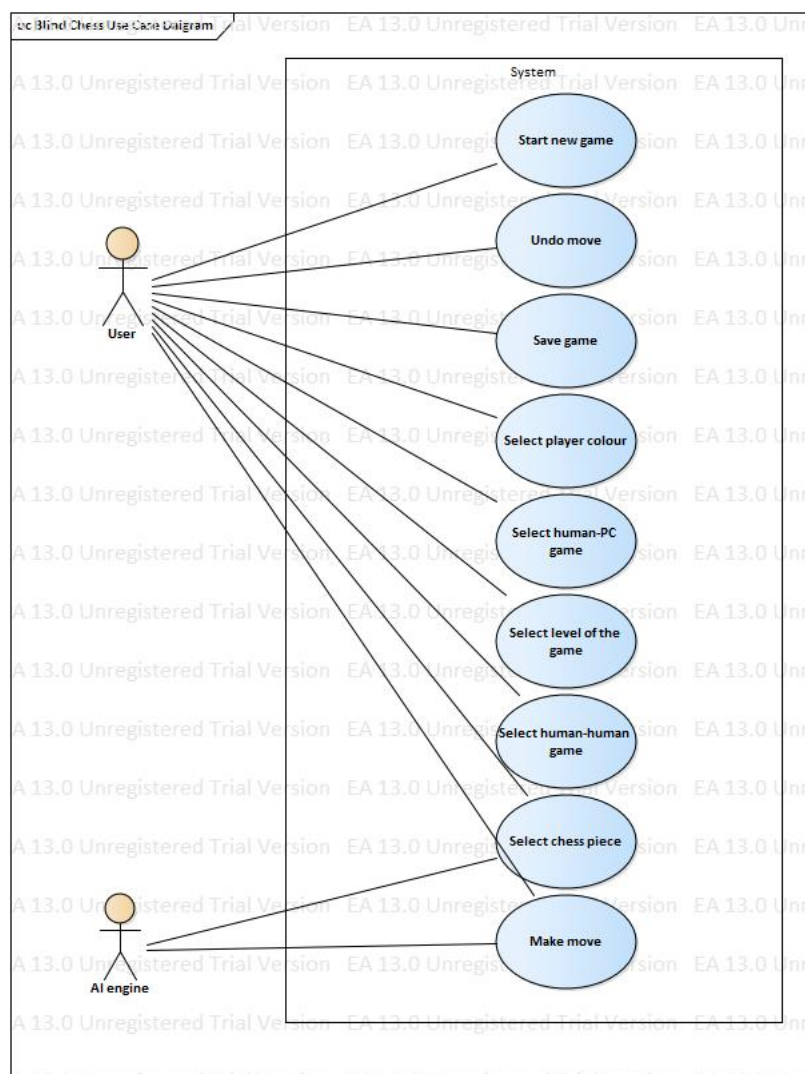 uc Blind Chess Use Case Daigram
System
Start new game
Undo move
Save game
User
Select player colour
Select human-PC
game
Select level of the
game
Select human-human
game
Select chess piece
Make move
AI engine
EA 13.0 Unregistered Trial Version